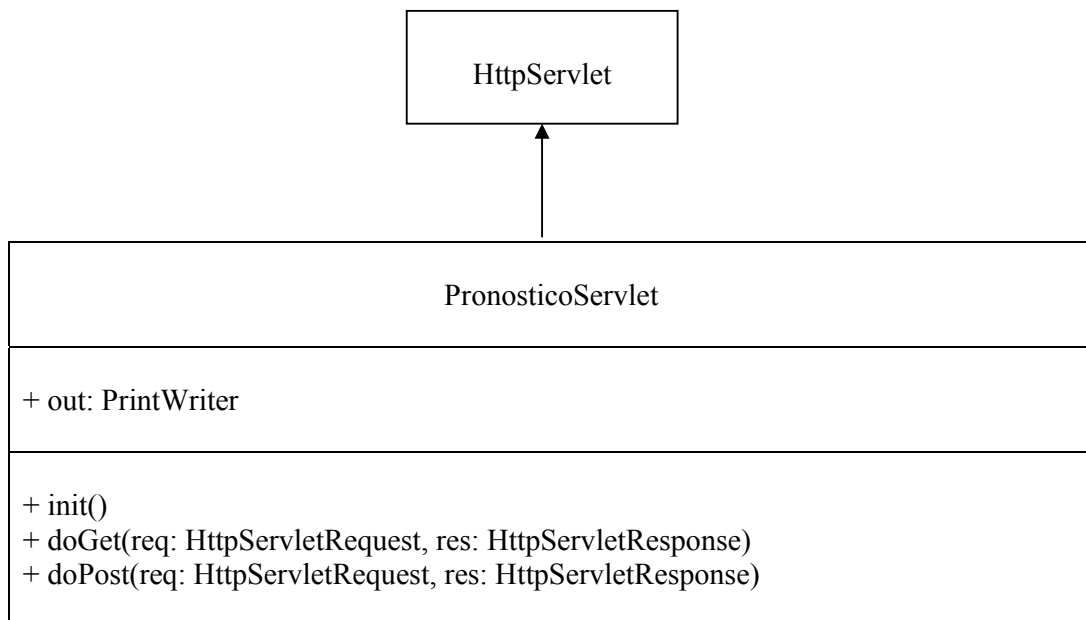 HttpServlet
PronosticoServlet
+ out: PrintWriter
+ init()
+ doGet(req: HttpServletRequest, res: HttpServletResponse)
+ doPost(req: HttpServletRequest, res: HttpServletResponse)